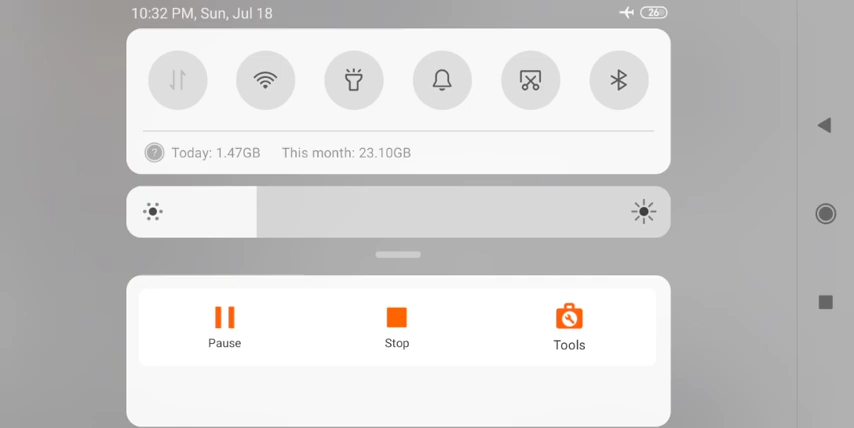 10:32 PM, Sun, Jul 18
26
Today: 1.47GB This month: 23.10GB
Pause Stop Tools